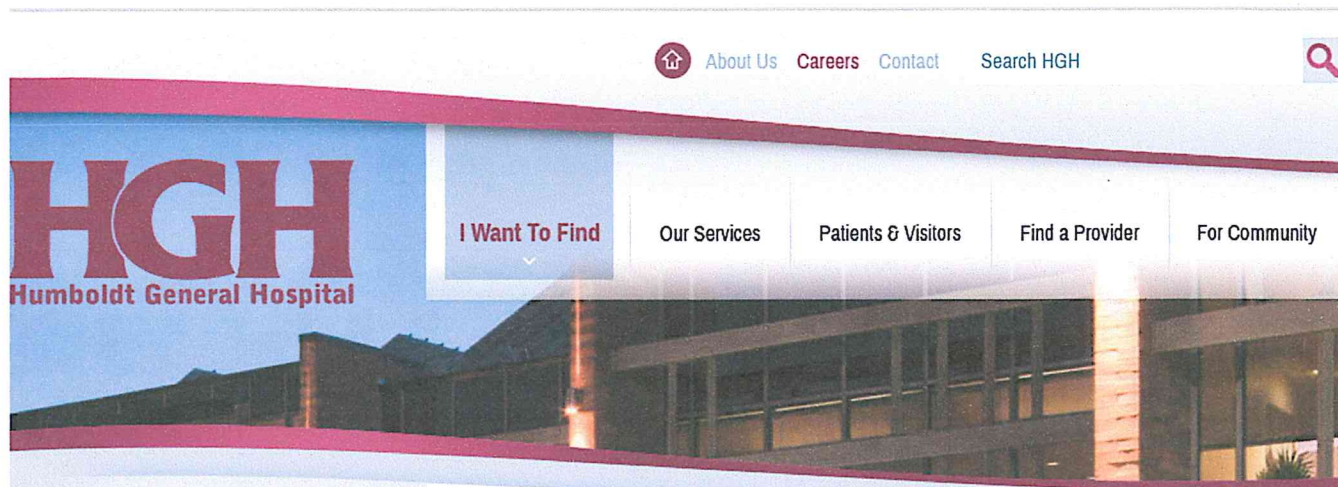 About Us Careers Contact Search HGH
HGH
Humboldt General Hospital
I Want To Find Our Services Patients & Visitors Find a Provider For Community